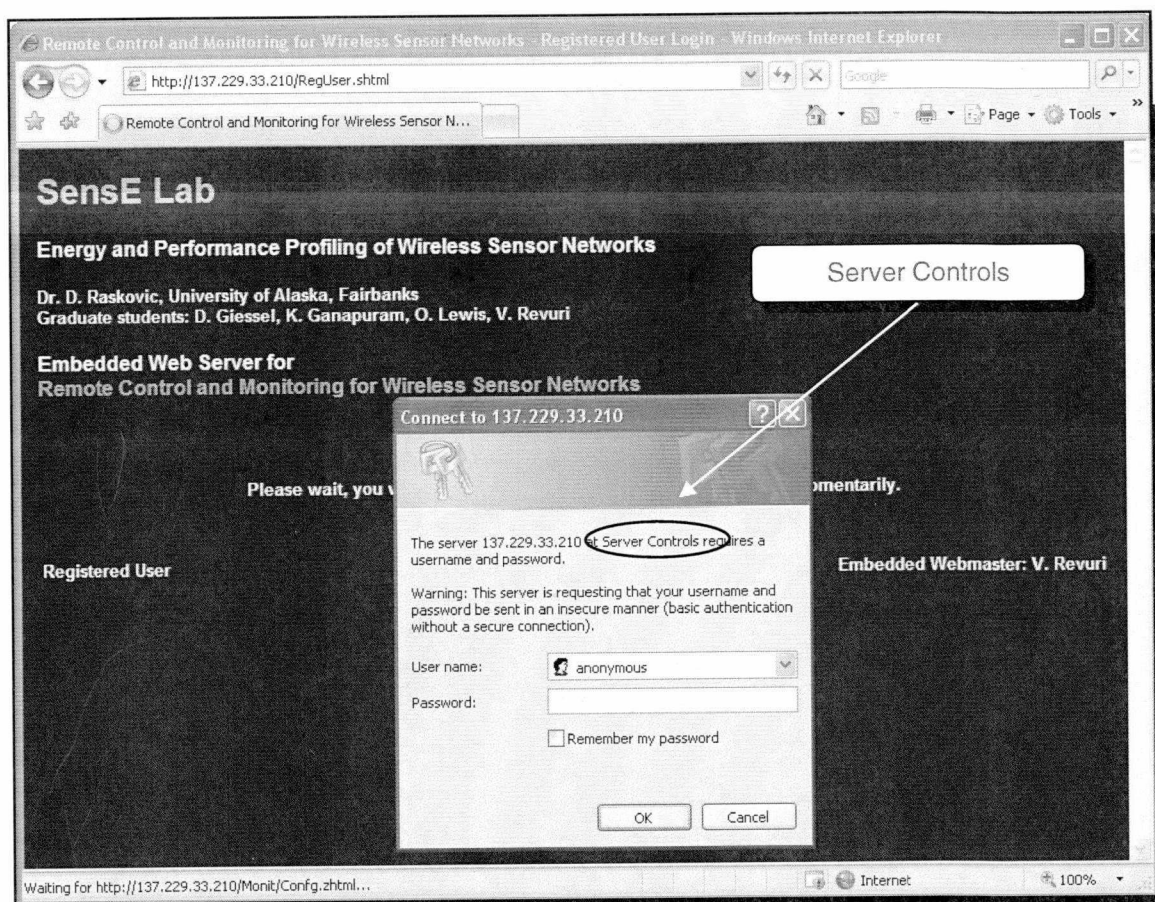 Remote Control and Monitoring for Wireless Sensor Networks - Registered User Login - Windows Internet Explorer
http://137.229.33.210/RegUser.shtml
Google
Remote Control and Monitoring for Wireless Sensor N...
Page
Tools
»
SensE Lab
Energy and Performance Profiling of Wireless Sensor Networks
Server Controls
Dr. D. Raskovic, University of Alaska, Fairbanks
Graduate students: D. Giessel, K. Ganapuram, O. Lewis, V. Revuri
Embedded Web Server for
Remote Control and Monitoring for Wireless Sensor Networks
Connect to 137.229.33.210
Please wait, you
omentarily.
The server 137.229.33.210 at Server Controls requires a
username and password.
Registered User
Embedded Webmaster: V. Revuri
Warning: This server is requesting that your username and
password be sent in an insecure manner (basic authentication
without a secure connection).
User name:
anonymous
Password:
Remember my password
OK
Cancel
Waiting for http://137.229.33.210/Monit/Confg.zhtml...
Internet
100%